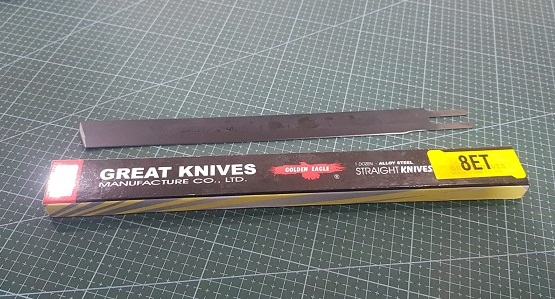 GREAT KNIVES
MANUFACTURE CO., LTD.
GOLDEN EAGLE
®
1 DOZEN - ALLOY STEEL
STRAIGHT KNIVES
8ET